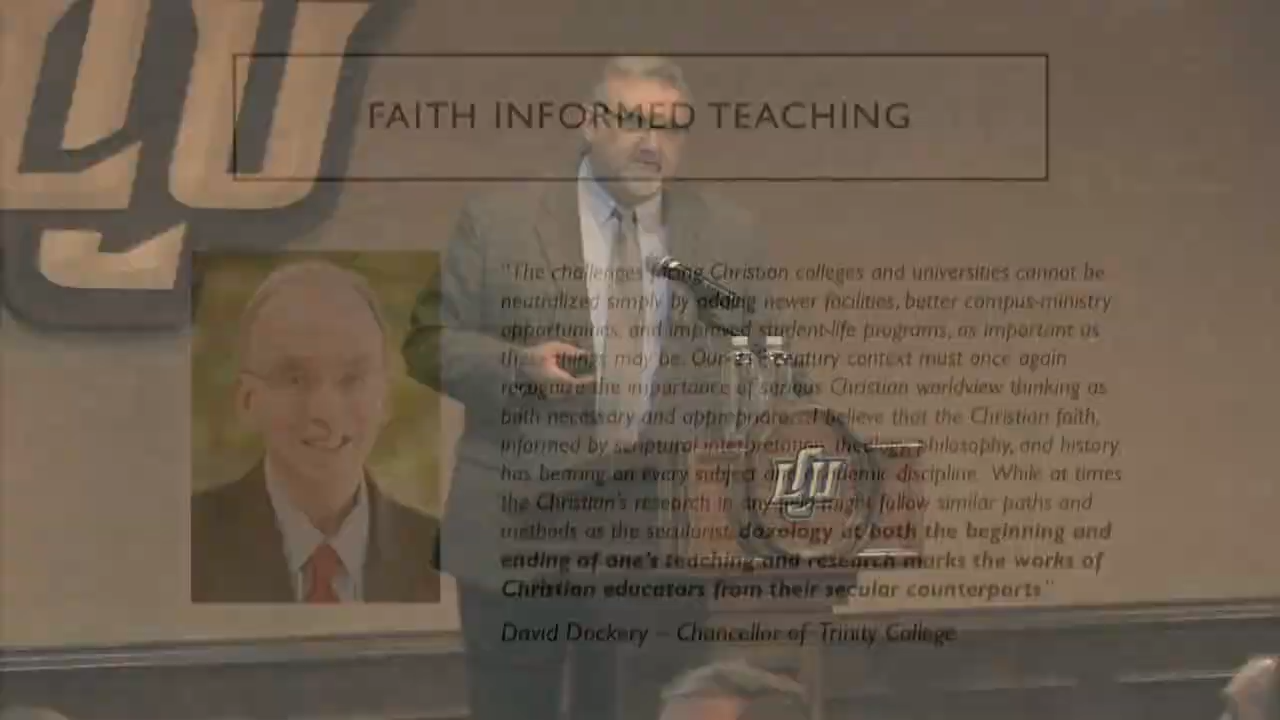 LCU
FAITH INFORMED TEACHING
"The challenges facing Christian colleges and universities cannot be
neutralized simply by adding newer facilities, better campus-ministry
opportunities, and improved student-life programs, as important as
these things may be. Our 21st century context must once again
recognize the importance of serious Christian worldview thinking as
both necessary and appropriate. I believe that the Christian faith,
informed by scriptural interpretation, theology, philosophy, and history
has bearing on every subject and academic discipline. While at times
the Christian's research in any field might follow similar paths and
methods as the secularist, doxology at both the beginning and
ending of one's teaching and research marks the works of
Christian educators from their secular counterparts"
David Dockery – Chancellor of Trinity College
LCU